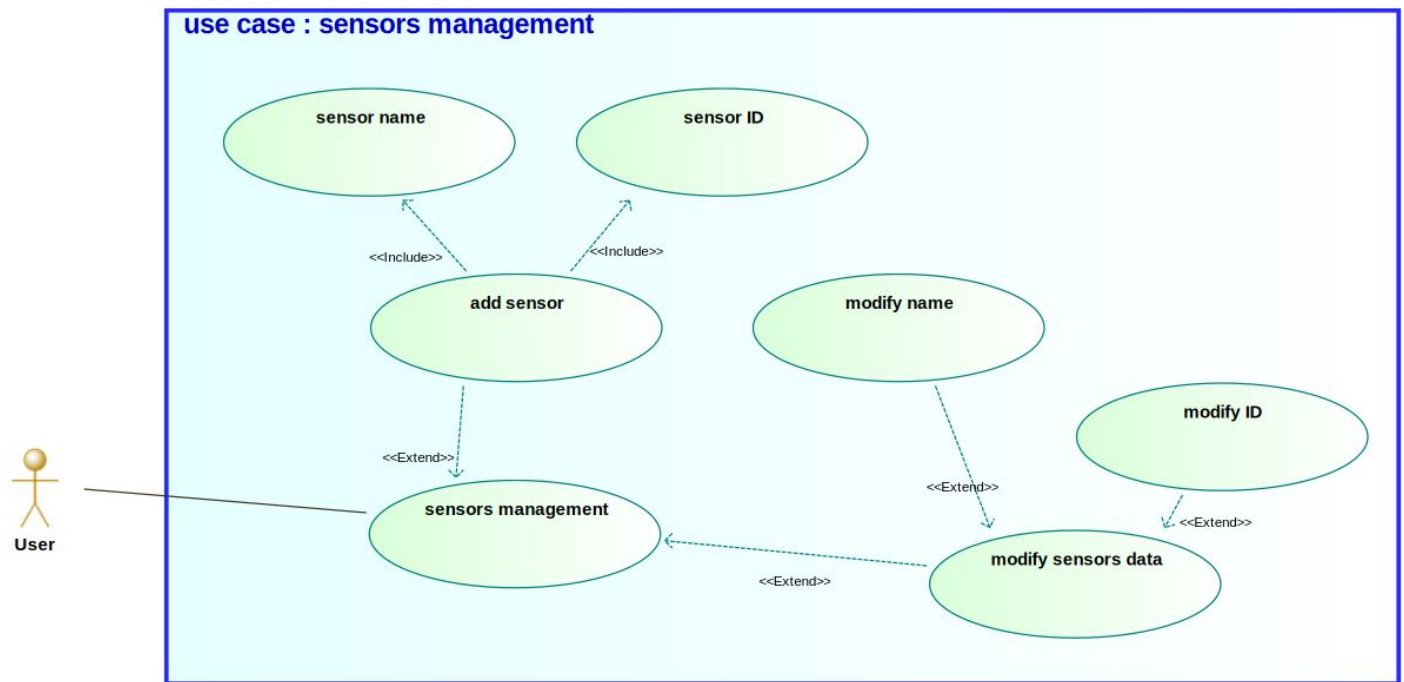 use case : sensors management
sensor name
sensor ID
<<Include>>
<<Include>>
add sensor
modify name
modify ID
<<Extend>>
<<Extend>>
sensors management
<<Extend>>
User
modify sensors data
<<Extend>>